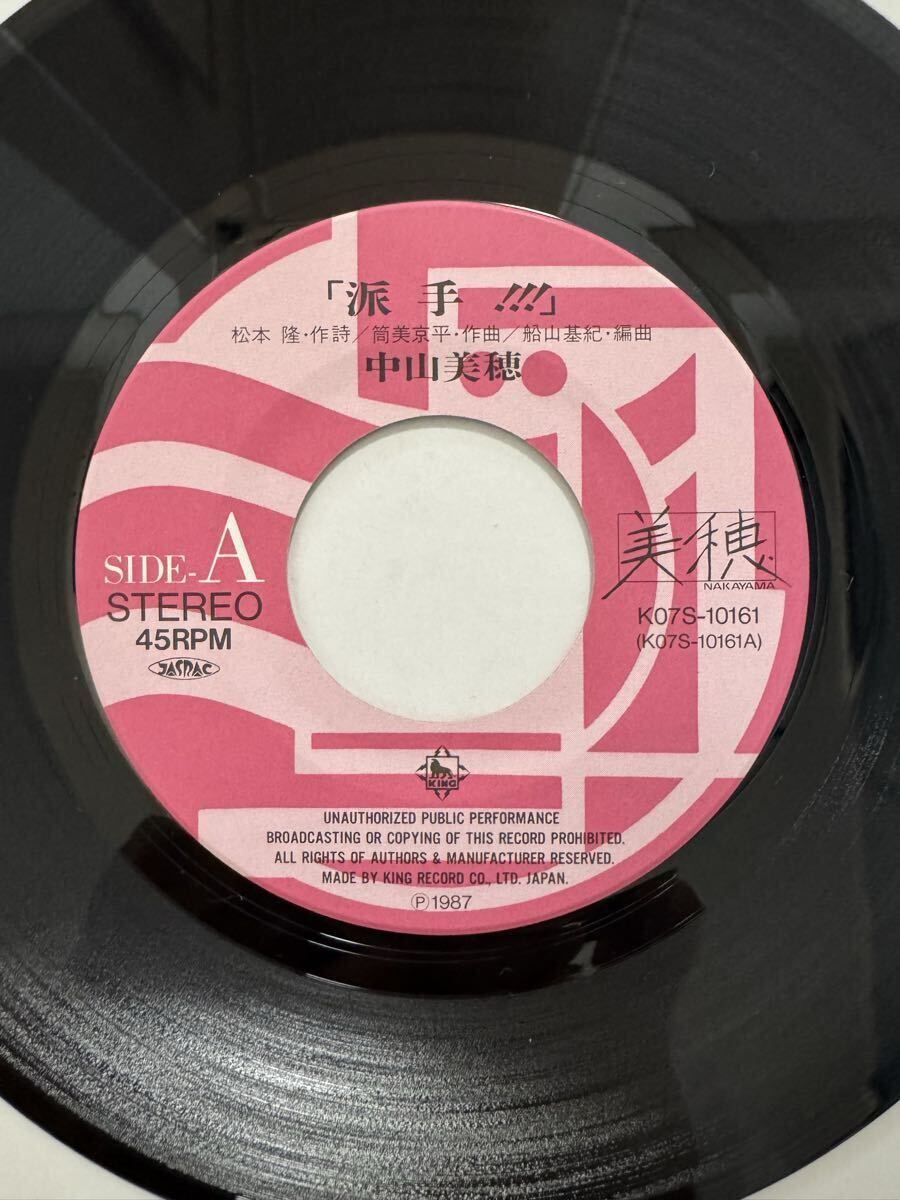 「派手!!!」
松本 隆・作詩／筒美京平・作曲／船山基紀・編曲
中山美穂
SIDE-A
STEREO
45RPM
JASRAC
美穂
NAKAYAMA
K07S-10161
(K07S-10161A)
KING
UNAUTHORIZED PUBLIC PERFORMANCE
BROADCASTING OR COPYING OF THIS RECORD PROHIBITED.
ALL RIGHTS OF AUTHORS & MANUFACTURER RESERVED.
MADE BY KING RECORD CO., LTD. JAPAN.
Ⓟ1987